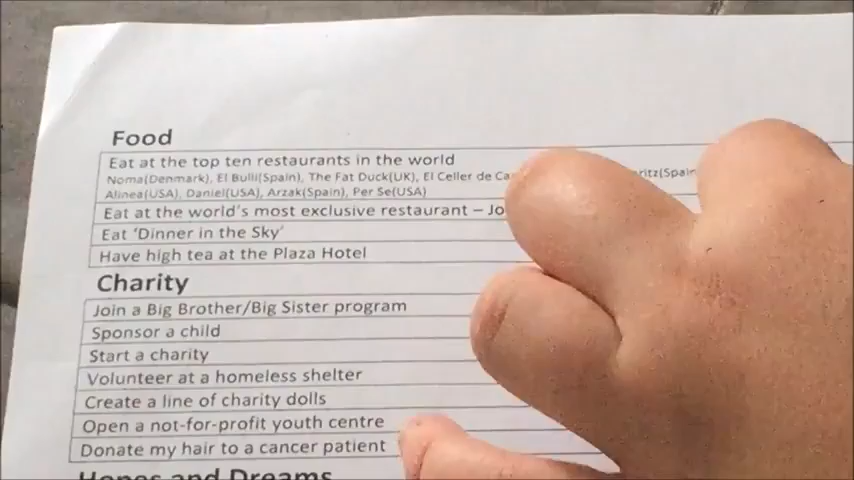 Food
Eat at the top ten restaurants in the world
Noma(Denmark), El Bulli(Spain), The Fat Duck(UK), El Celler de
Alinea(USA), Daniel(USA), Arzak(Spain), Per Se(USA)
Eat at the world's most exclusive restaurant –
Eat 'Dinner in the Sky'
Have high tea at the Plaza Hotel
Charity
Join a Big Brother/Big Sister program
Sponsor a child
Start a charity
Volunteer at a homeless shelter
Create a line of charity dolls
Open a not-for-profit youth centre
Donate my hair to a cancer patient
Hopes and Dreams